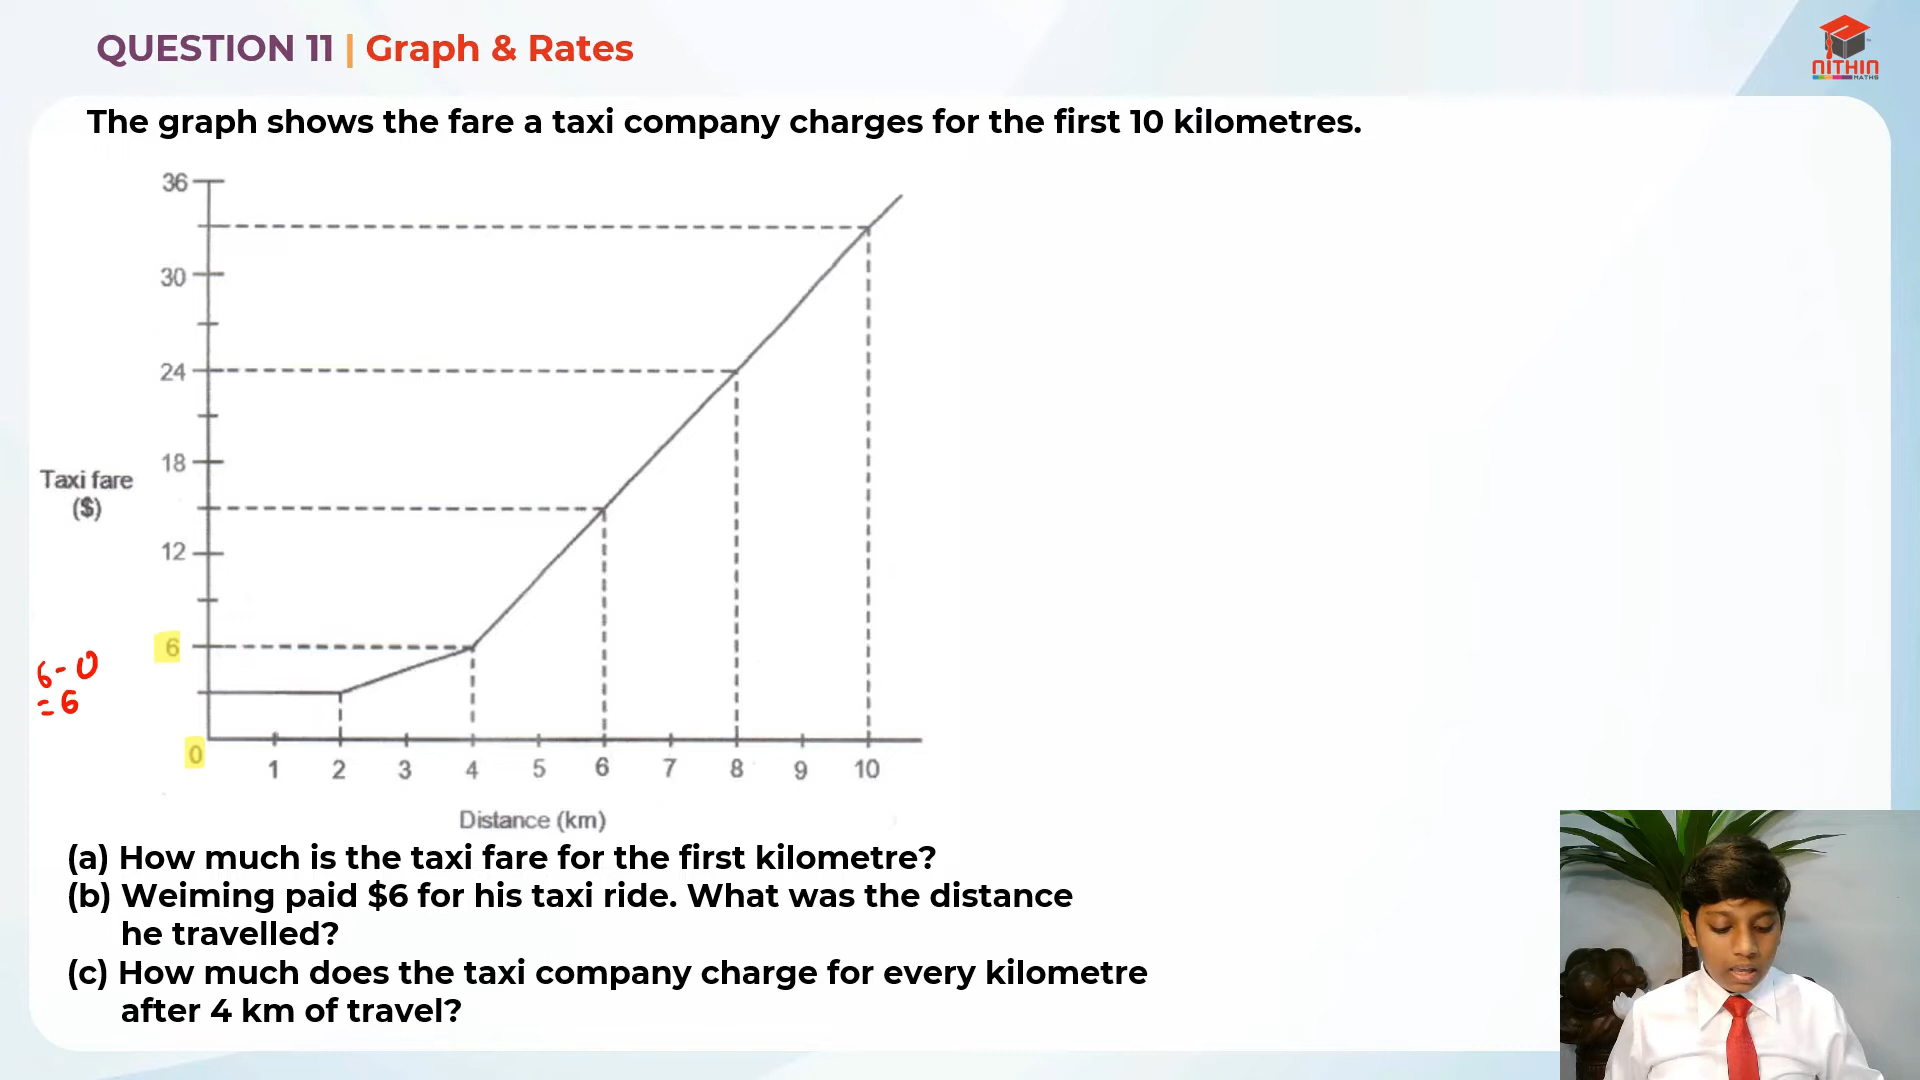 QUESTION 11 | Graph & Rates
NITHIN
MATHS
The graph shows the fare a taxi company charges for the first 10 kilometres.
36
30
24
18
Taxi fare
($)
12
6
6 - 0
= 6
0
1 2 3 4 5 6 7 8 9 10
Distance (km)
(a) How much is the taxi fare for the first kilometre?
(b) Weiming paid $6 for his taxi ride. What was the distance
he travelled?
(c) How much does the taxi company charge for every kilometre
after 4 km of travel?